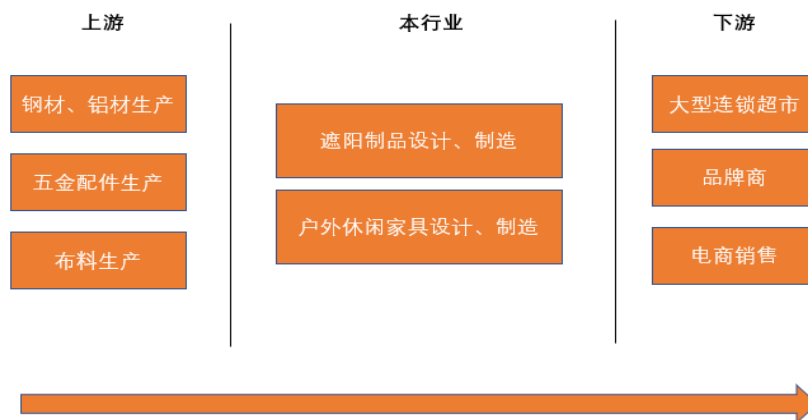 上游
本行业
下游
钢材、铝材生产
五金配件生产
布料生产
遮阳制品设计、制造
户外休闲家具设计、制造
大型连锁超市
品牌商
电商销售